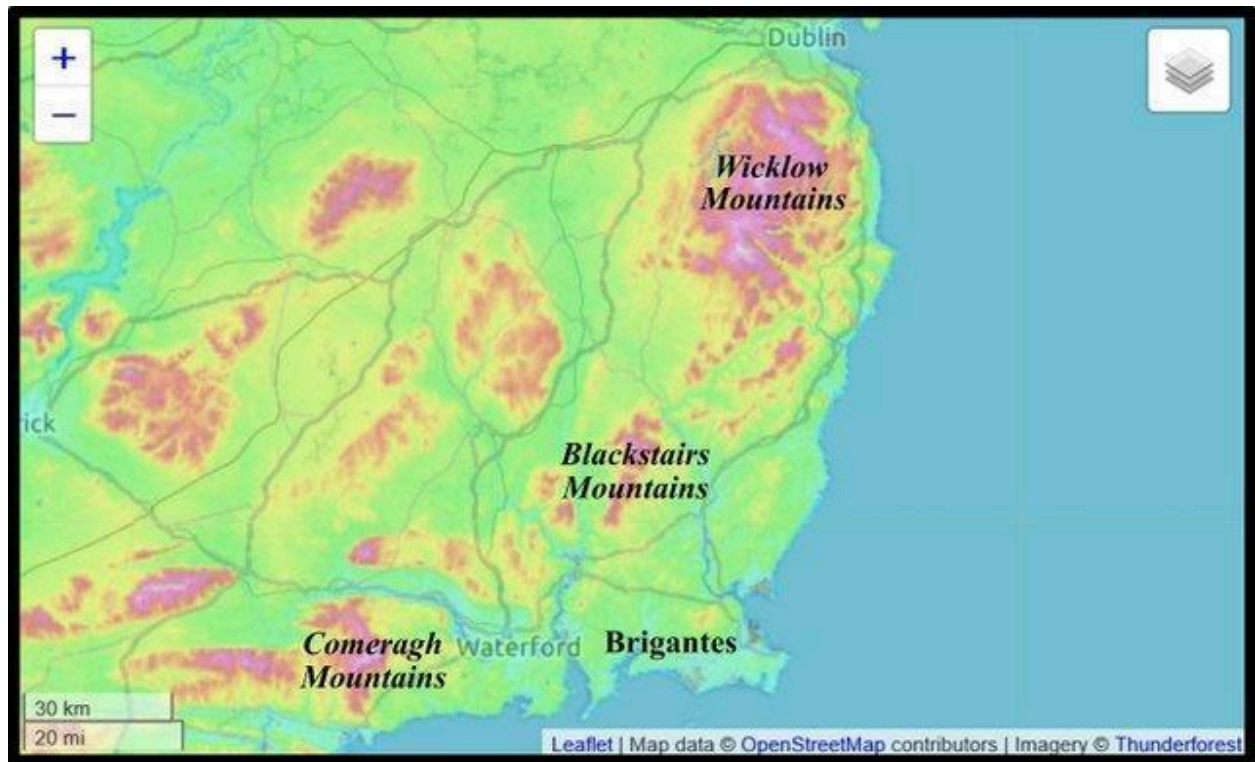 +
Dublin
−
Wicklow
Mountains
rick
Blackstairs
Mountains
Comeragh
Mountains
Waterford
Brigantes
30 km
20 mi
Leaflet | Map data © OpenStreetMap contributors | Imagery © Thunderforest